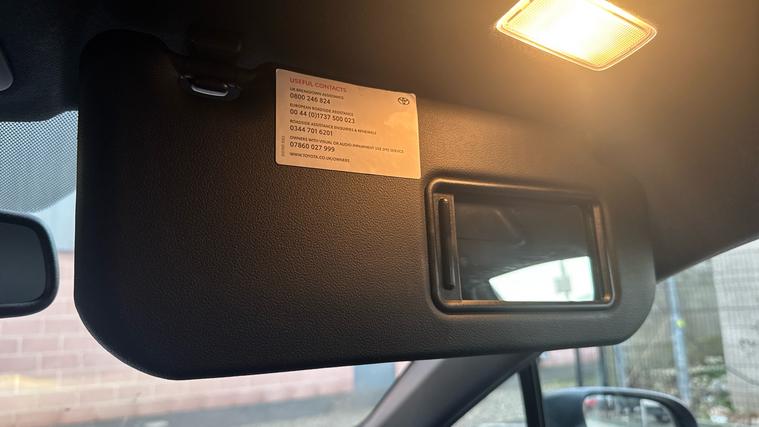 USEFUL CONTACTS
UK BREAKDOWN ASSISTANCE
0800 246 824
EUROPEAN ROADSIDE ASSISTANCE
00 44 (0)1737 500 023
ROADSIDE ASSISTANCE ENQUIRIES & RENEWALS
0344 701 6201
OWNERS WITH VISUAL OR AUDIO IMPAIRMENT USE SMS SERVICE
07860 027 999
WWW.TOYOTA.CO.UK/OWNERS